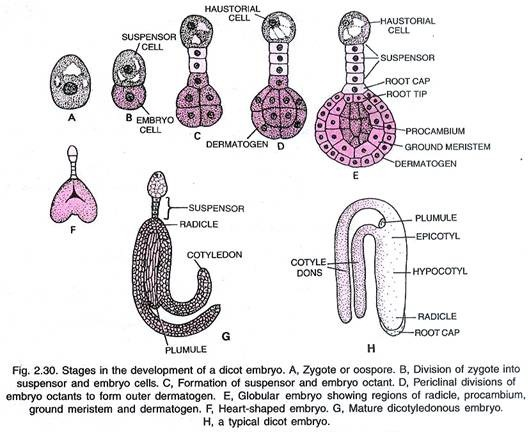 SUSPENSOR
CELL
A
B
EMBRYO
CELL
C
HAUSTORIAL
CELL
DERMATOGEN
D
HAUSTORIAL
CELL
SUSPENSOR
ROOT CAP
ROOT TIP
PROCAMBIUM
GROUND MERISTEM
DERMATOGEN
E
F
SUSPENSOR
RADICLE
COTYLEDON
G
PLUMULE
PLUMULE
EPICOTYL
COTYLE
DONS
HYPOCOTYL
RADICLE
ROOT CAP
H
Fig. 2.30. Stages in the development of a dicot embryo. A, Zygote or oospore. B, Division of zygote into
suspensor and embryo cells. C, Formation of suspensor and embryo octant. D, Periclinal divisions of
embryo octants to form outer dermatogen. E, Globular embryo showing regions of radicle, procambium,
ground meristem and dermatogen. F, Heart-shaped embryo. G, Mature dicotyledonous embryo.
H, a typical dicot embryo.